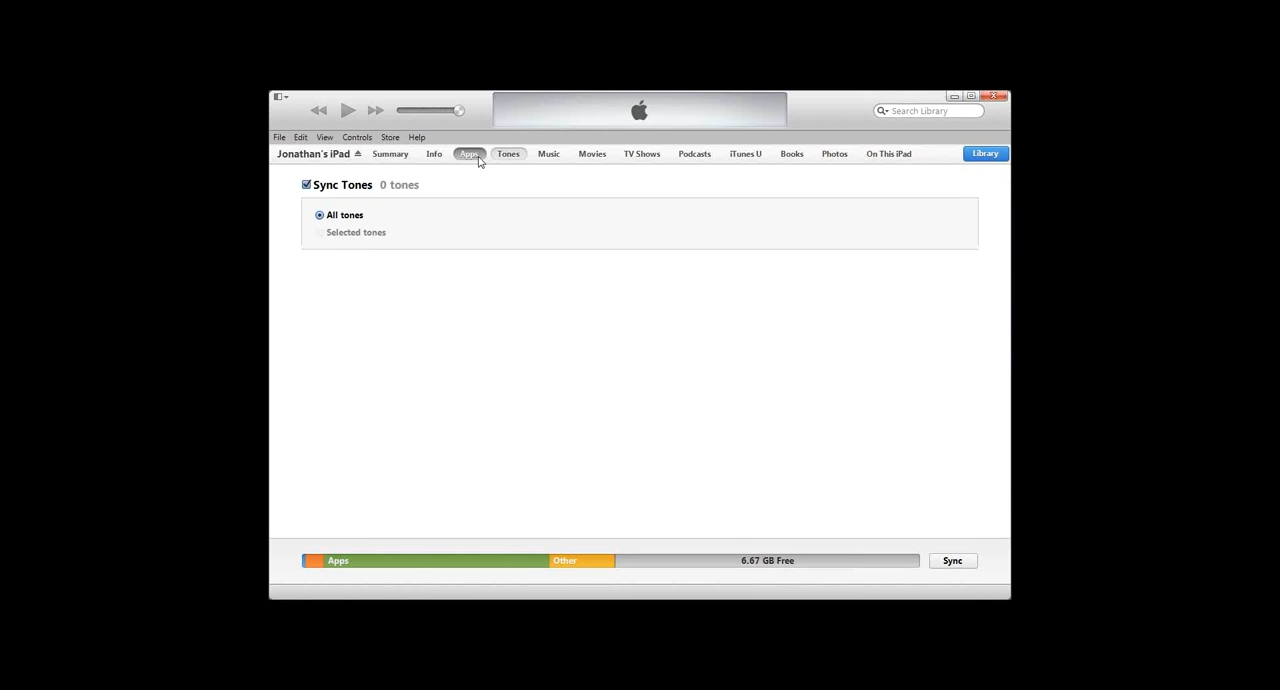 Search Library
File Edit View Controls Store Help
Jonathan's iPad Summary Info Apps Tones Music Movies TV Shows Podcasts iTunes U Books Photos On This iPad Library
Sync Tones 0 tones
All tones
Selected tones
Apps Other 6.67 GB Free Sync